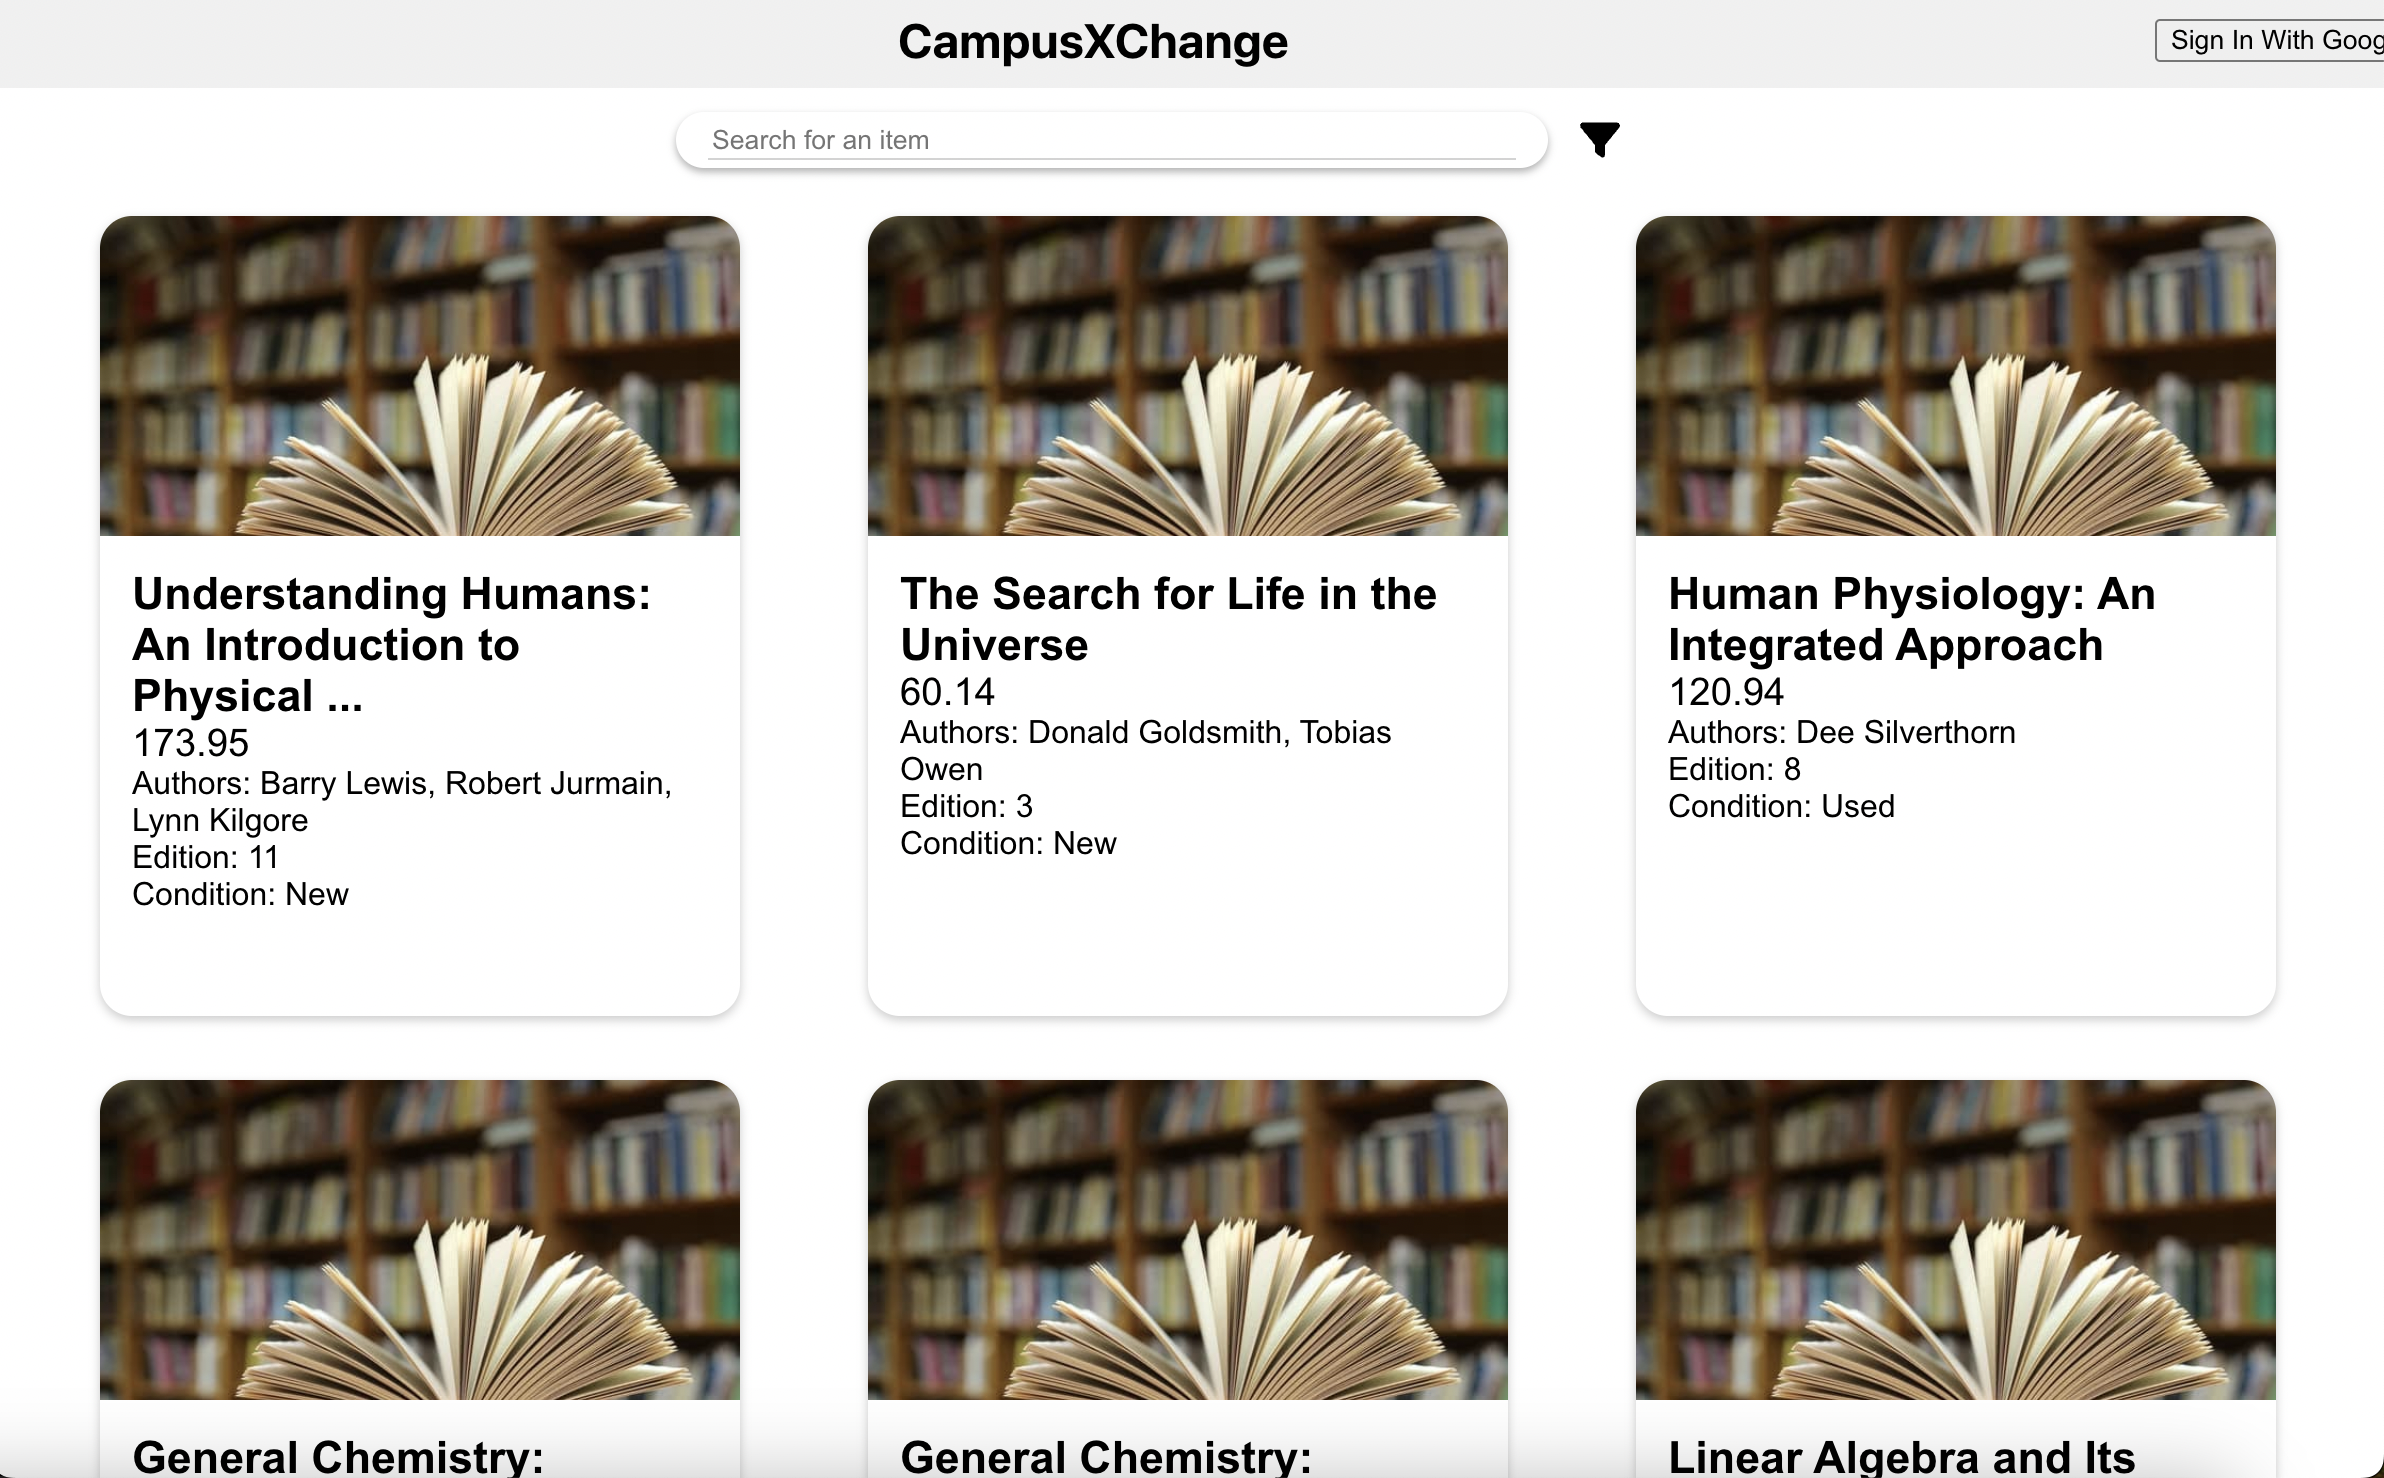 CampusXChange
Sign In With Goog
Search for an item
Understanding Humans:
An Introduction to
Physical ...
173.95
Authors: Barry Lewis, Robert Jurmain,
Lynn Kilgore
Edition: 11
Condition: New
The Search for Life in the
Universe
60.14
Authors: Donald Goldsmith, Tobias
Owen
Edition: 3
Condition: New
Human Physiology: An
Integrated Approach
120.94
Authors: Dee Silverthorn
Edition: 8
Condition: Used
General Chemistry:
General Chemistry:
Linear Algebra and Its